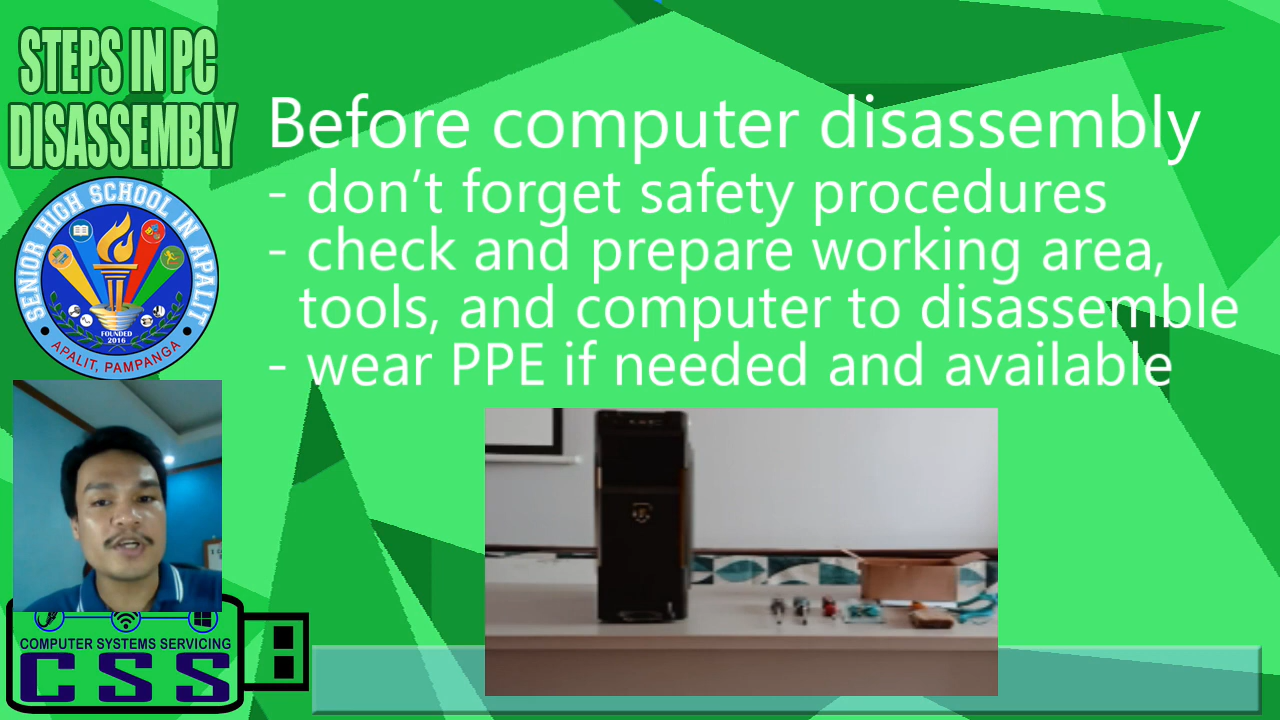 STEPS IN PC
DISASSEMBLY
SENIOR HIGH SCHOOL IN APALIT
FOUNDED
2016
APALIT, PAMPANGA
Before computer disassembly
- don’t forget safety procedures
- check and prepare working area,
tools, and computer to disassemble
- wear PPE if needed and available
COMPUTER SYSTEMS SERVICING
CSS